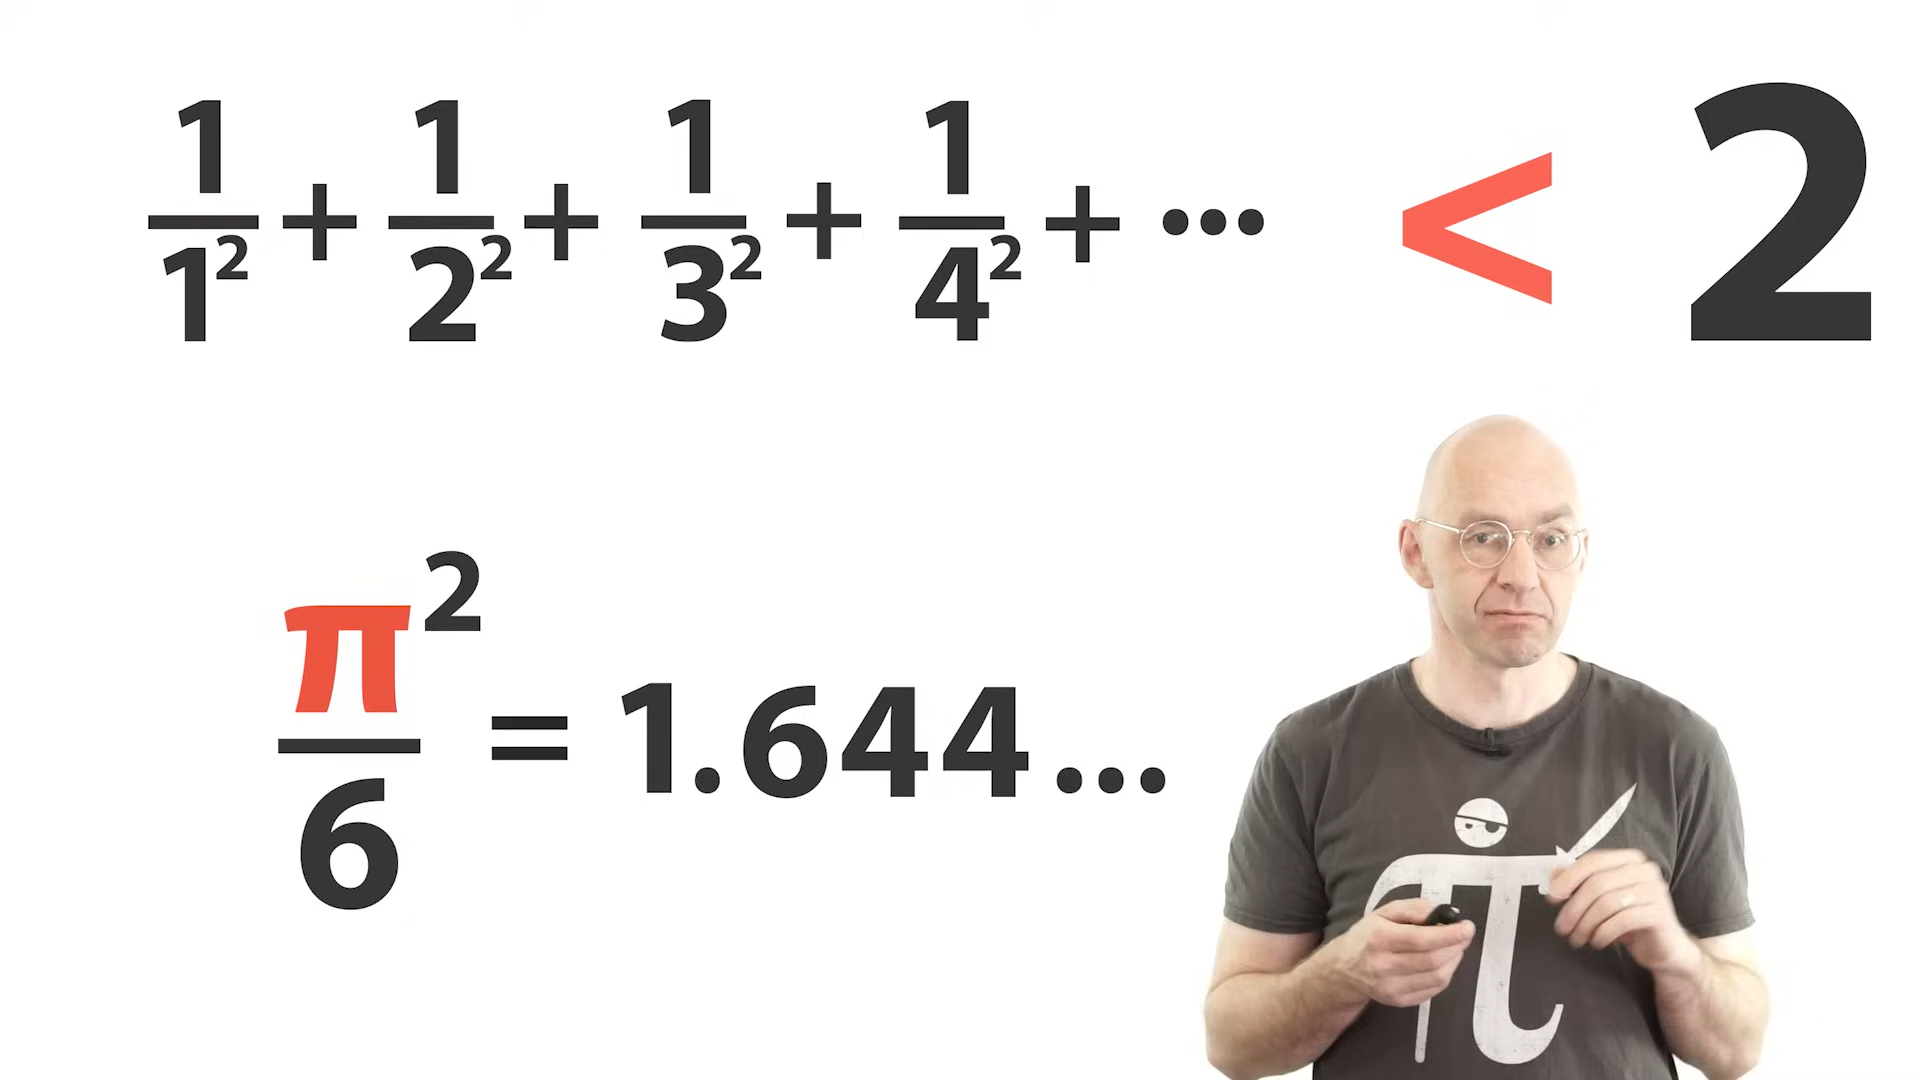 1/1² + 1/2² + 1/3² + 1/4² + ··· < 2
π²/6 = 1.644...